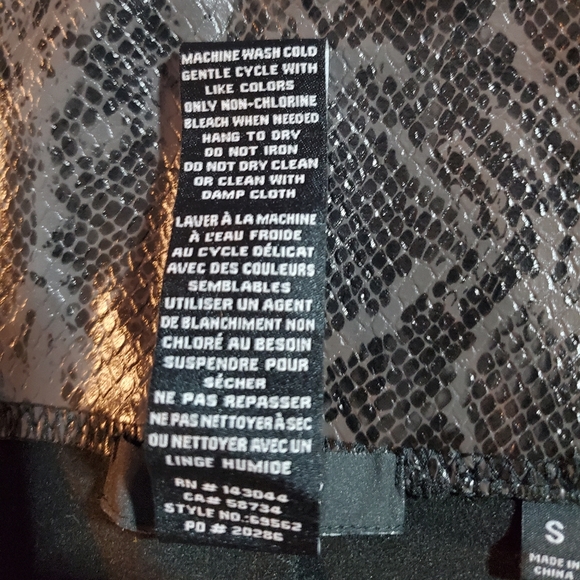 MACHINE WASH COLD
GENTLE CYCLE WITH
LIKE COLORS
ONLY NON-CHLORINE
BLEACH WHEN NEEDED
HANG TO DRY
DO NOT IRON
DO NOT DRY CLEAN
OR CLEAN WITH
DAMP CLOTH
LAVER À LA MACHINE
À L'EAU FROIDE
AU CYCLE DÉLICAT
AVEC DES COULEURS
SEMBLABLES
UTILISER UN AGENT
DE BLANCHIMENT NON
CHLORÉ AU BESOIN
SUSPENDRE POUR
SÉCHER
NE PAS REPASSER
NE PAS NETTOYER À SEC
OU NETTOYER AVEC UN
LINGE HUMIDE
RN # 143044
CA# 58734
STYLE NO.:69562
PO # 20286
S
MADE IN
CHINA